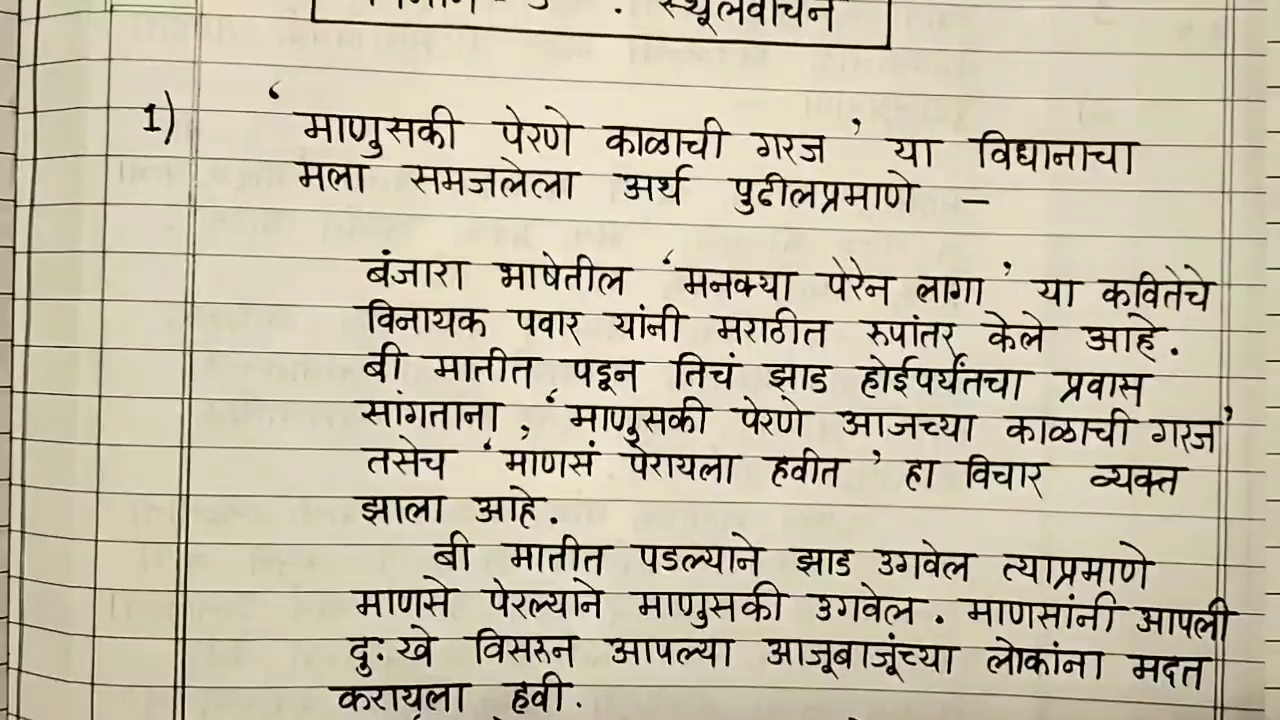 स्थूलवाचन
1) ‘माणुसकी पेरणे काळाची गरज’ या विधानाचा
मला समजलेला अर्थ पुढीलप्रमाणे –
बंजारा भाषेतील ‘मनक्या पेरेन लागा’ या कवितेचे
विनायक पवार यांनी मराठीत रुपांतर केले आहे.
बी मातीत पडून तिचं झाड होईपर्यंतचा प्रवास
सांगताना, ‘माणुसकी पेरणे आजच्या काळाची गरज’
तसेच ‘माणसं पेरायला हवीत’ हा विचार व्यक्त
झाला आहे.
बी मातीत पडल्याने झाड उगवेल त्याप्रमाणे
माणसे पेरल्याने माणुसकी उगवेल. माणसांनी आपली
दुःखे विसरून आपल्या आजूबाजूंच्या लोकांना मदत
करायला हवी.